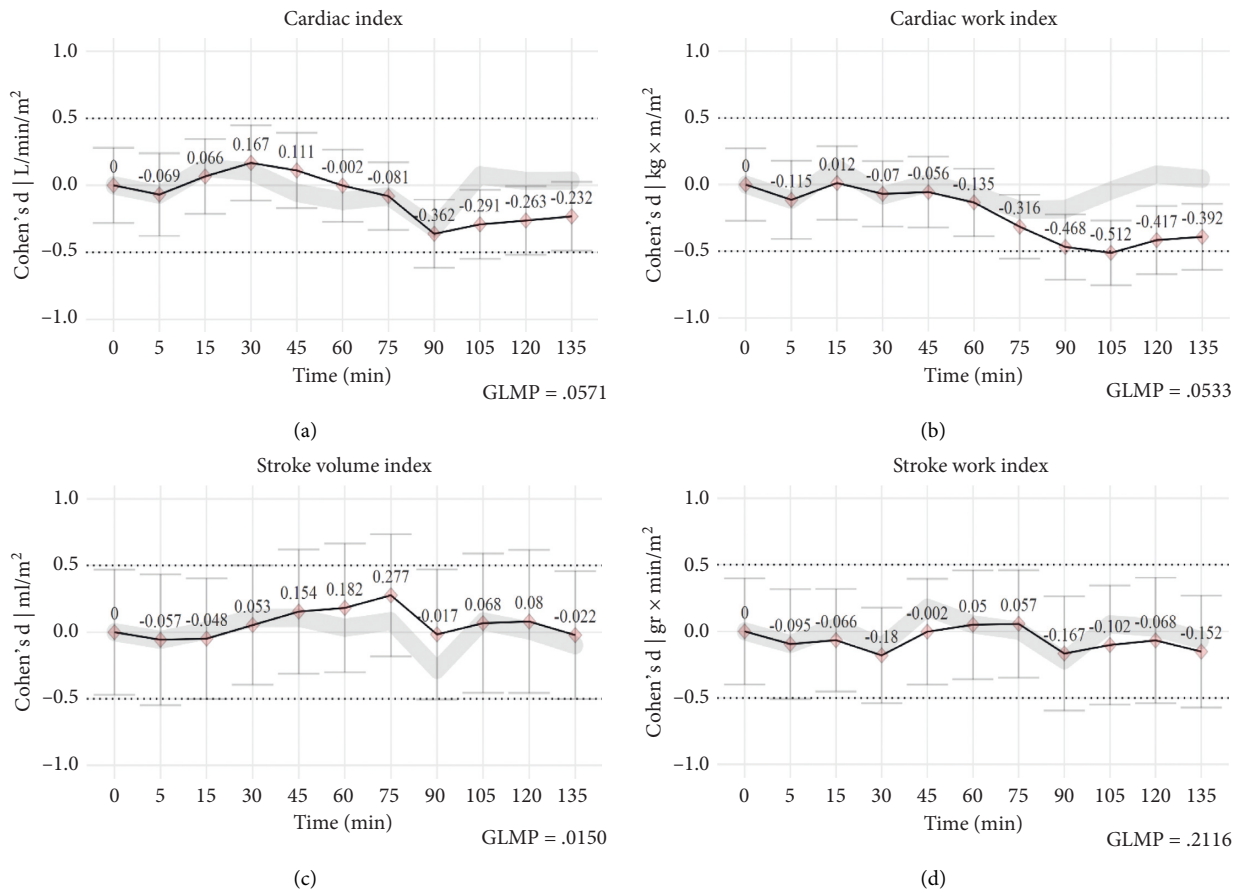 Cardiac index
Cohen's d | L/min/m²
1.0
0.5
0.0
–0.5
–1.0
0
-0.069
0.066
0.167
0.111
-0.002
-0.081
-0.362
-0.291
-0.263
-0.232
0 5 15 30 45 60 75 90 105 120 135
Time (min)
GLMP = .0571
(a)
Cardiac work index
Cohen's d | kg × m/m²
1.0
0.5
0.0
–0.5
–1.0
0
-0.115
0.012
-0.07
-0.056
-0.135
-0.316
-0.468
-0.512
-0.417
-0.392
0 5 15 30 45 60 75 90 105 120 135
Time (min)
GLMP = .0533
(b)
Stroke volume index
Cohen's d | ml/m²
1.0
0.5
0.0
–0.5
–1.0
0
-0.057
-0.048
0.053
0.154
0.182
0.277
-0.017
0.068
0.08
-0.022
0 5 15 30 45 60 75 90 105 120 135
Time (min)
GLMP = .0150
(c)
Stroke work index
Cohen's d | gr × min/m²
1.0
0.5
0.0
–0.5
–1.0
0
-0.095
-0.066
-0.18
-0.002
0.05
0.057
-0.167
-0.102
-0.068
-0.152
0 5 15 30 45 60 75 90 105 120 135
Time (min)
GLMP = .2116
(d)